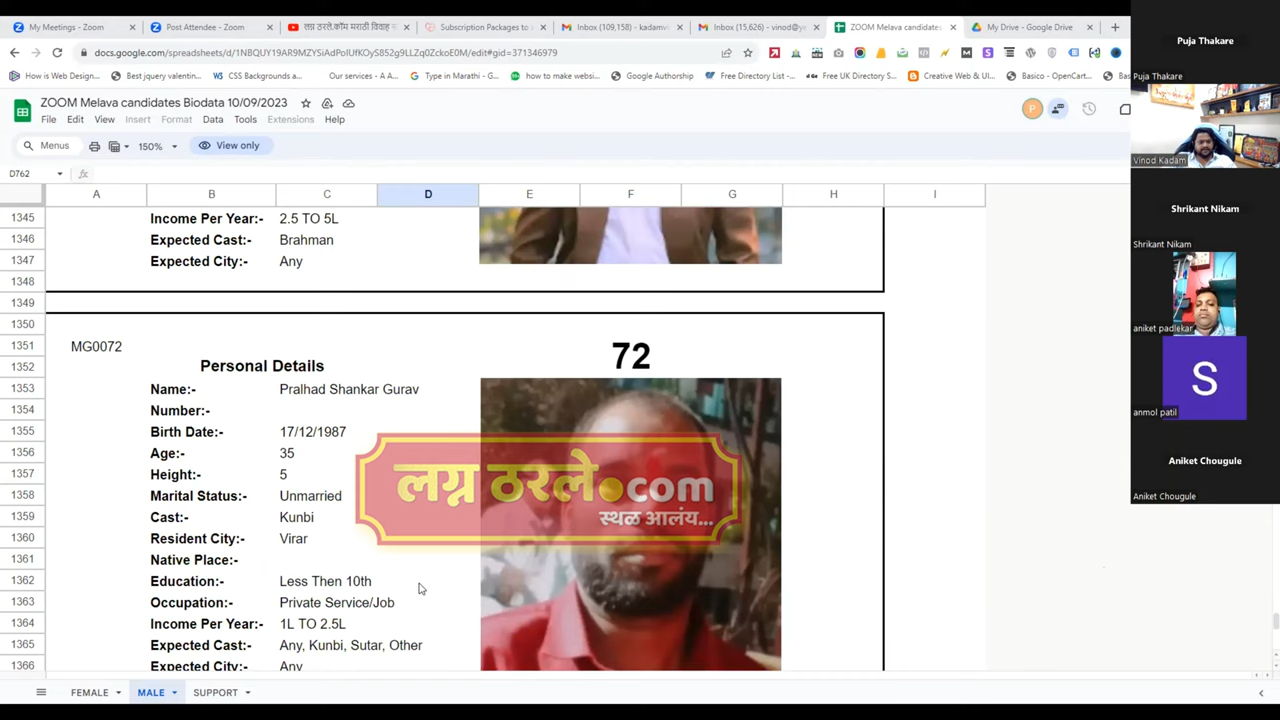 My Meetings - Zoom
Post Attendee - Zoom
लग्न ठरले.कॉम मराठी विवाह स
Subscription Packages to v
Inbox (109,158) - kadamvi
Inbox (15,626) - vinod@ye
ZOOM Melava candidates
My Drive - Google Drive
docs.google.com/spreadsheets/d/1NBQUY19AR9MZYSiAdPolUfKOyS852g9LLZq0ZckoE0M/edit#gid=371346979
How is Web Design...
Best jquery valentin...
CSS Backgrounds a...
Our services - A A...
Type in Marathi - G...
how to make websi...
Google Authorship
Free Directory List -...
Free UK Directory S...
Creative Web & UI...
Basico - OpenCart...
Bas
ZOOM Melava candidates Biodata 10/09/2023
File Edit View Insert Format Data Tools Extensions Help
P
Menus
150%
View only
D762
fx
A B C D E F G H I
1345 Income Per Year:- 2.5 TO 5L
1346 Expected Cast:- Brahman
1347 Expected City:- Any
1348
1349
1350
1351 MG0072
72
1352 Personal Details
1353 Name:- Pralhad Shankar Gurav
1354 Number:-
1355 Birth Date:- 17/12/1987
1356 Age:- 35
1357 Height:- 5
1358 Marital Status:- Unmarried
1359 Cast:- Kunbi
1360 Resident City:- Virar
1361 Native Place:-
1362 Education:- Less Then 10th
1363 Occupation:- Private Service/Job
1364 Income Per Year:- 1L TO 2.5L
1365 Expected Cast:- Any, Kunbi, Sutar, Other
1366 Expected City:- Any
लग्न ठरले.com
स्थळ आलंय...
FEMALE
MALE
SUPPORT
Puja Thakare
Puja Thakare
Vinod Kadam
Shrikant Nikam
Shrikant Nikam
aniket padlekar
S
anmol patil
Aniket Chougule
Aniket Chougule